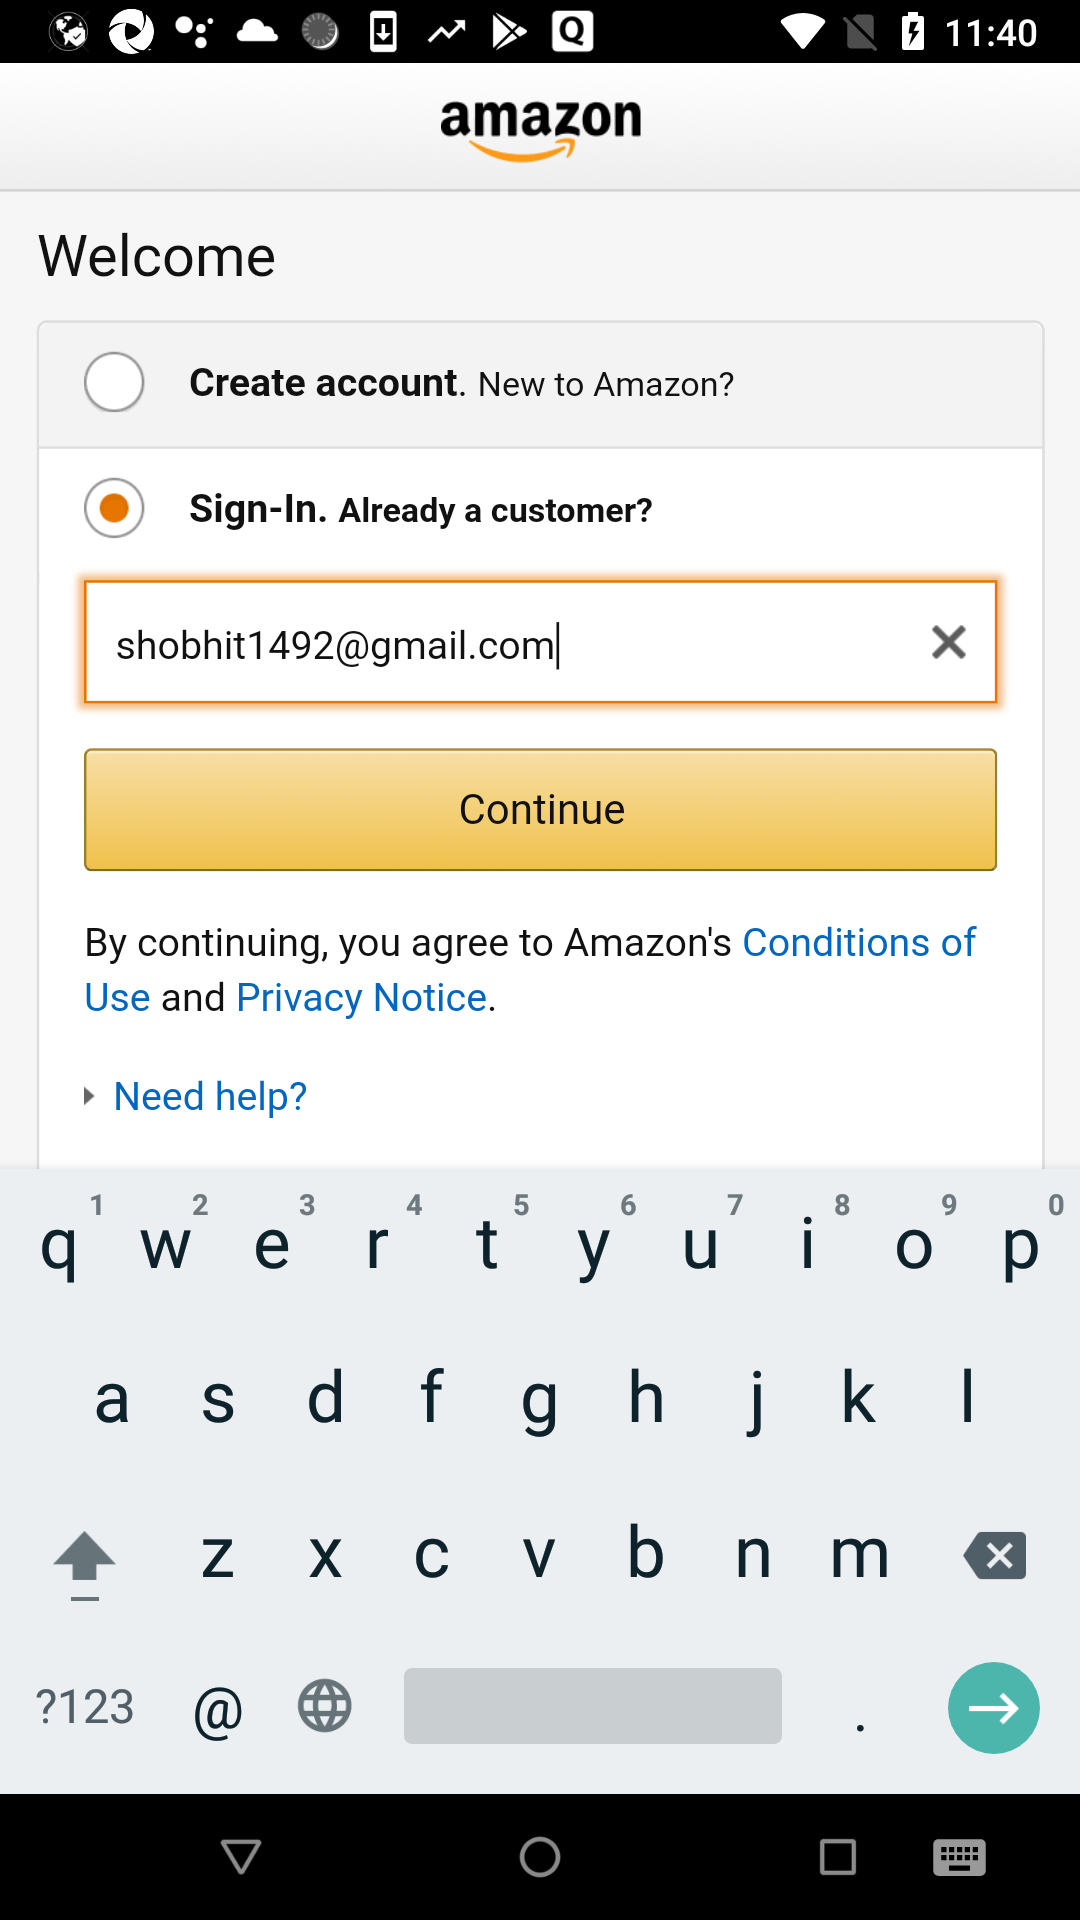 11:40
amazon
Welcome
Create account. New to Amazon?
Sign-In. Already a customer?
shobhit1492@gmail.com
Continue
By continuing, you agree to Amazon's Conditions of
Use and Privacy Notice.
Need help?
1 2 3 4 5 6 7 8 9 0
q w e r t y u i o p
a s d f g h j k l
z x c v b n m
?123 @ .